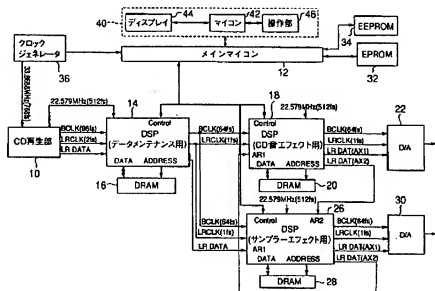 40
44
42
46
ディスプレイ
マイコン
操作部
クロック
ジェネレータ
36
メインマイコン
12
EEPROM
34
EPROM
32
33.8688MHz(768fs)
22.579MHz(512fs)
14
18
22.579MHz(512fs)
22
CD再生部
10
BCLK(96fs)
LRCLK(2fs)
LR DATA
Control
DSP
(データメンテナンス用)
DATA ADDRESS
16
DRAM
BCLK(64fs)
LRCLK(1fs)
Control
DSP
(CD音エフェクト用)
AR1
DATA ADDRESS
DRAM
20
BCLK(64fs)
LRCLK(1fs)
LR DAT(AX1)
LR DAT(AX2)
D/A
22.579MHz(512fs)
26
30
BCLK(64fs)
LRCLK(1fs)
LR DATA
Control
AR2
DSP
(サンプラーエフェクト用)
AR1
DATA ADDRESS
DRAM
28
BCLK(64fs)
LRCLK(1fs)
LR DAT(AX1)
LR DAT(AX2)
D/A